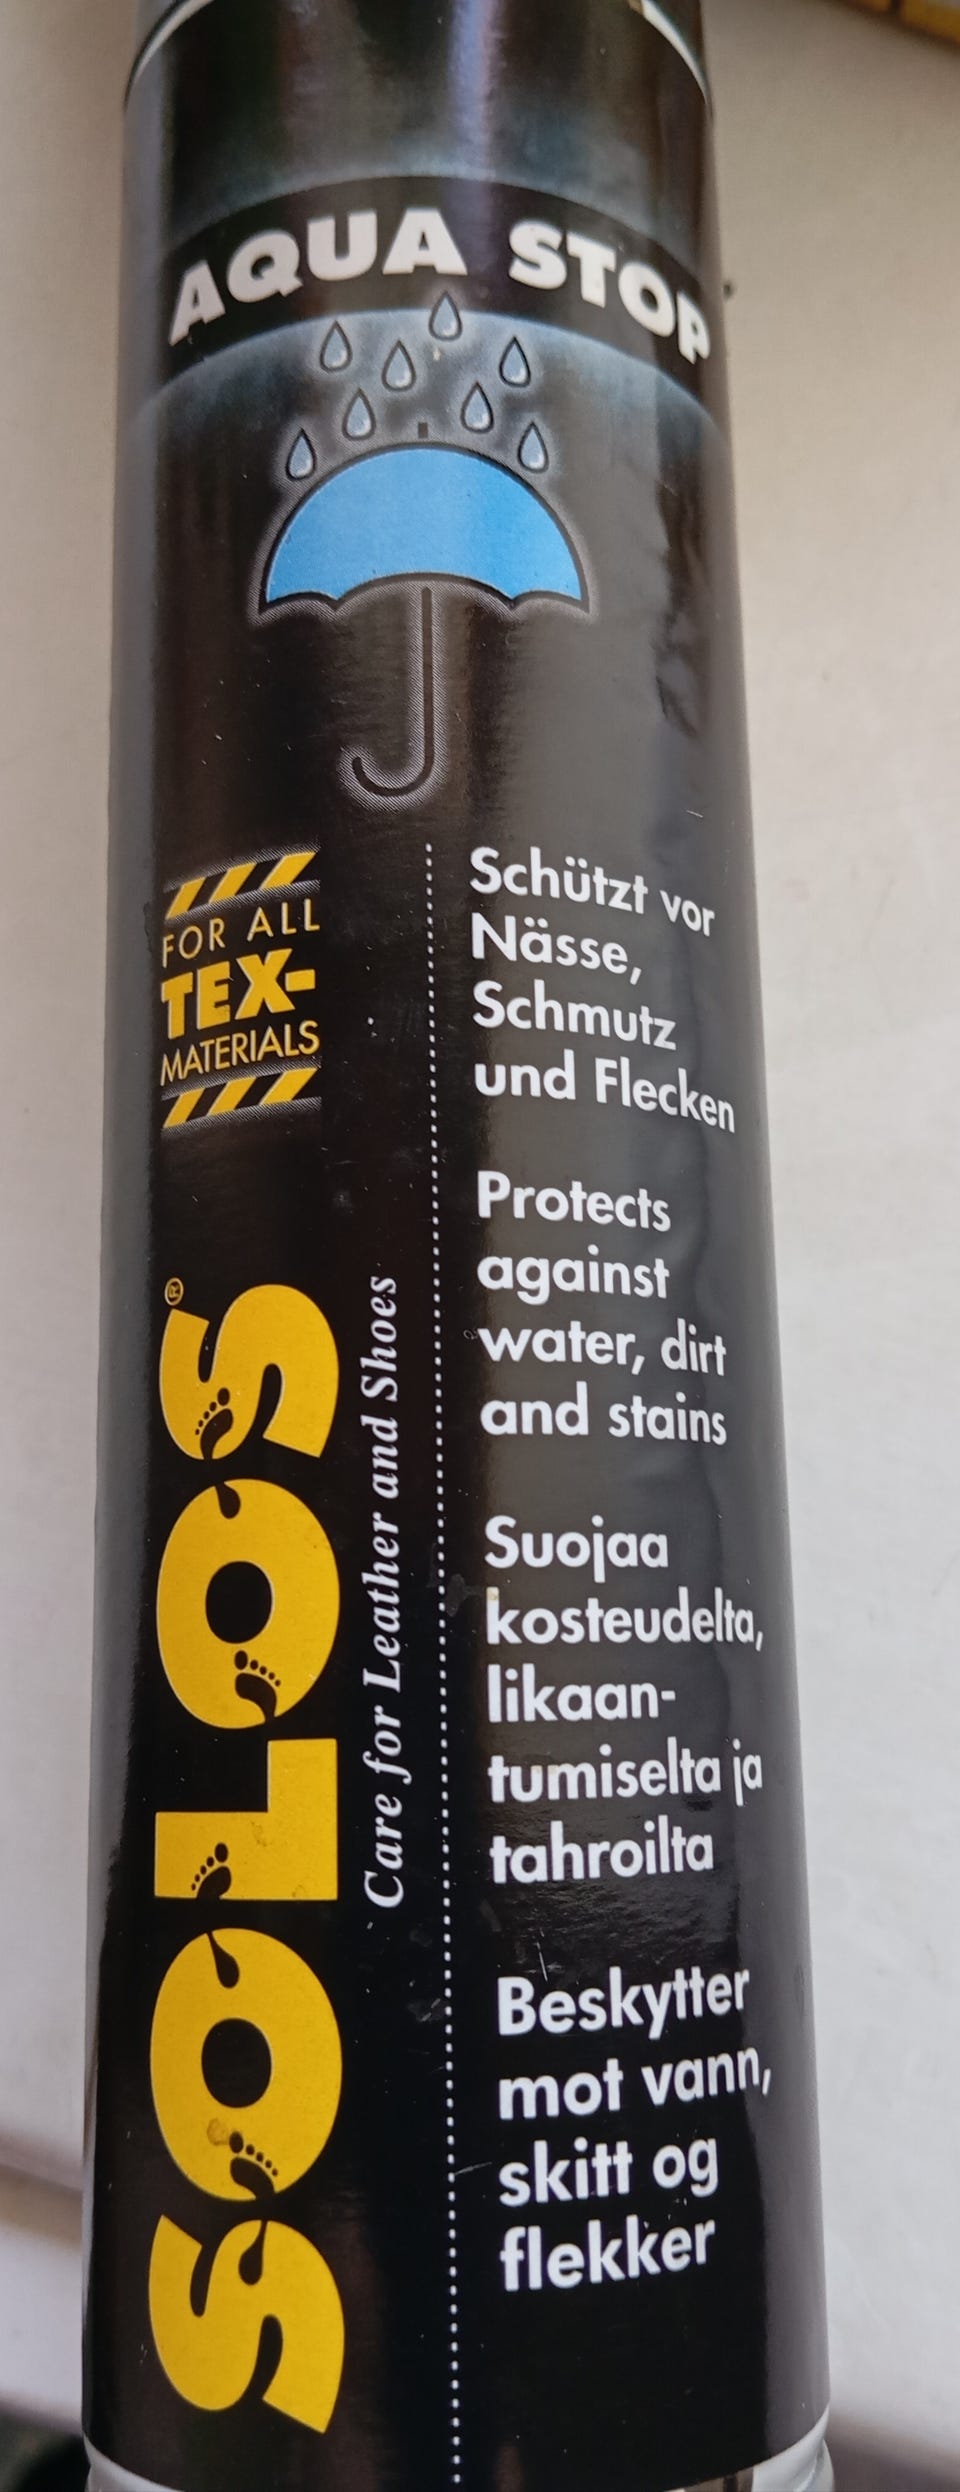 AQUA STOP
FOR ALL
TEX-
MATERIALS
SOLOS®
Care for Leather and Shoes
Schützt vor
Nässe,
Schmutz
und Flecken
Protects
against
water, dirt
and stains
Suojaa
kosteudelta,
likaan-
tumiselta ja
tahroilta
Beskytter
mot vann,
skitt og
flekker